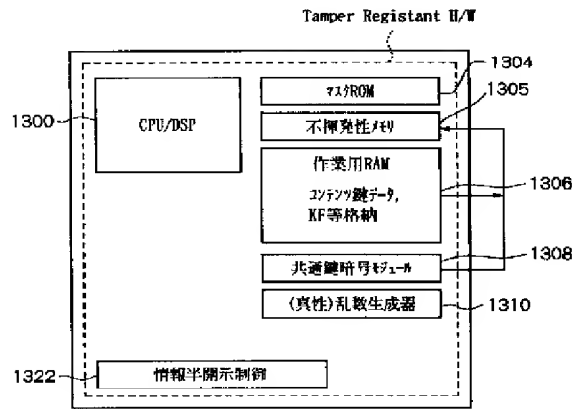 Tamper Registant H/W
1304
マスクROM
1305
1300
CPU/DSP
不揮発性メモリ
作業用RAM
コンテンツ鍵データ,
KF等格納
1306
共通鍵暗号モジュール
1308
(真性)乱数生成器
1310
1322
情報半開示制御